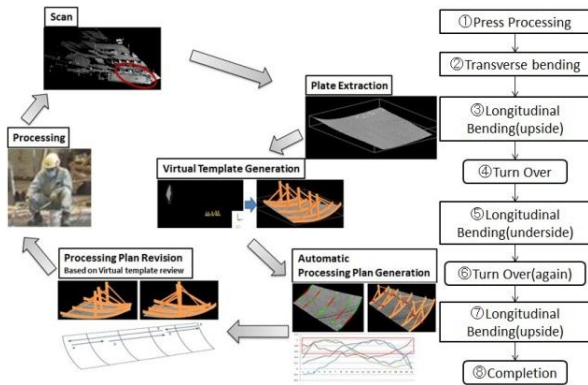 Scan
Plate Extraction
Virtual Template Generation
Automatic
Processing Plan Generation
Processing Plan Revision
Based on Virtual template review
Processing
①Press Processing
②Transverse bending
③Longitudinal
Bending(upside)
④Turn Over
⑤Longitudinal
Bending(underside)
⑥Turn Over(again)
⑦Longitudinal
Bending(upside)
⑧Completion